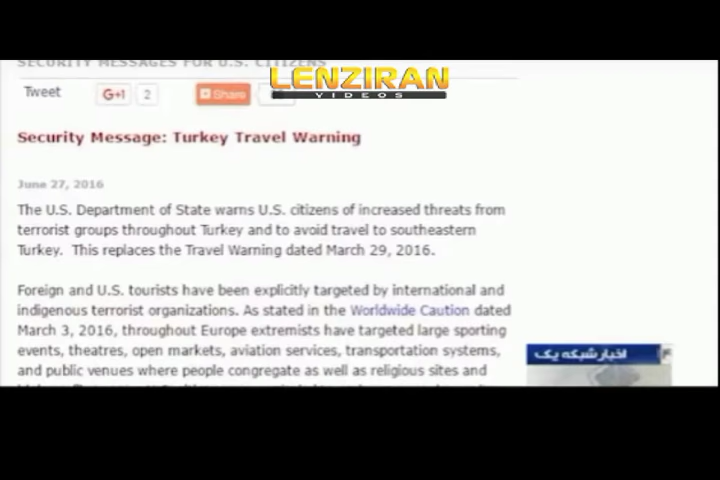 SECURITY MESSAGES FOR U.S. CITIZENS
LENZIRAN
VIDEOS
Tweet
G+1
2
Share
Security Message: Turkey Travel Warning
June 27, 2016
The U.S. Department of State warns U.S. citizens of increased threats from
terrorist groups throughout Turkey and to avoid travel to southeastern
Turkey. This replaces the Travel Warning dated March 29, 2016.
Foreign and U.S. tourists have been explicitly targeted by international and
indigenous terrorist organizations. As stated in the Worldwide Caution dated
March 3, 2016, throughout Europe extremists have targeted large sporting
events, theatres, open markets, aviation services, transportation systems,
and public venues where people congregate as well as religious sites and
اخبار شبکه یک